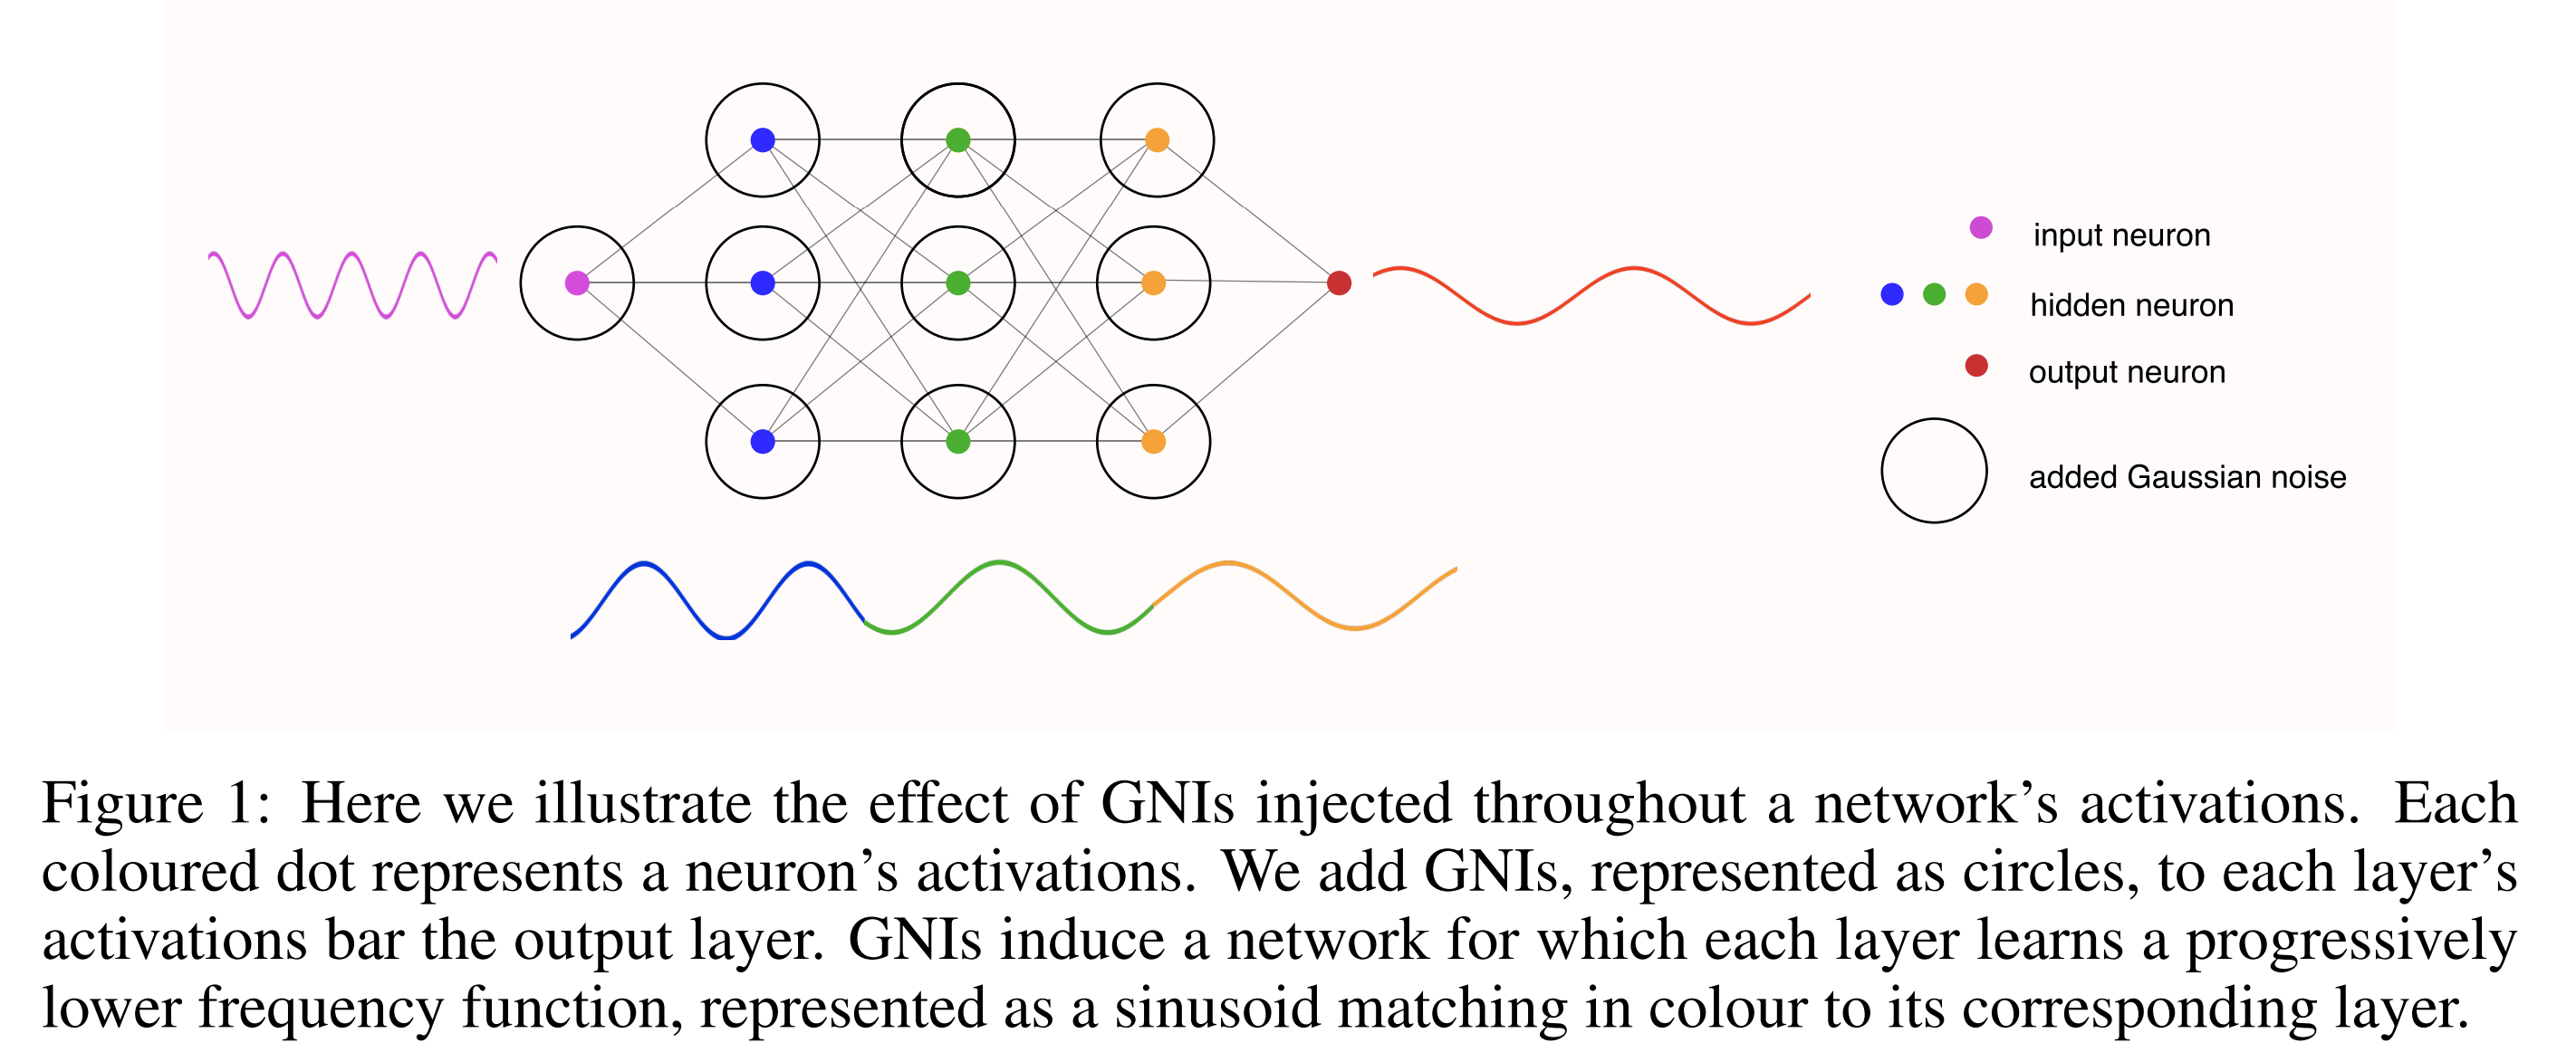 input neuron
hidden neuron
output neuron
added Gaussian noise
Figure 1: Here we illustrate the effect of GNIs injected throughout a network’s activations. Each
coloured dot represents a neuron’s activations. We add GNIs, represented as circles, to each layer’s
activations bar the output layer. GNIs induce a network for which each layer learns a progressively
lower frequency function, represented as a sinusoid matching in colour to its corresponding layer.